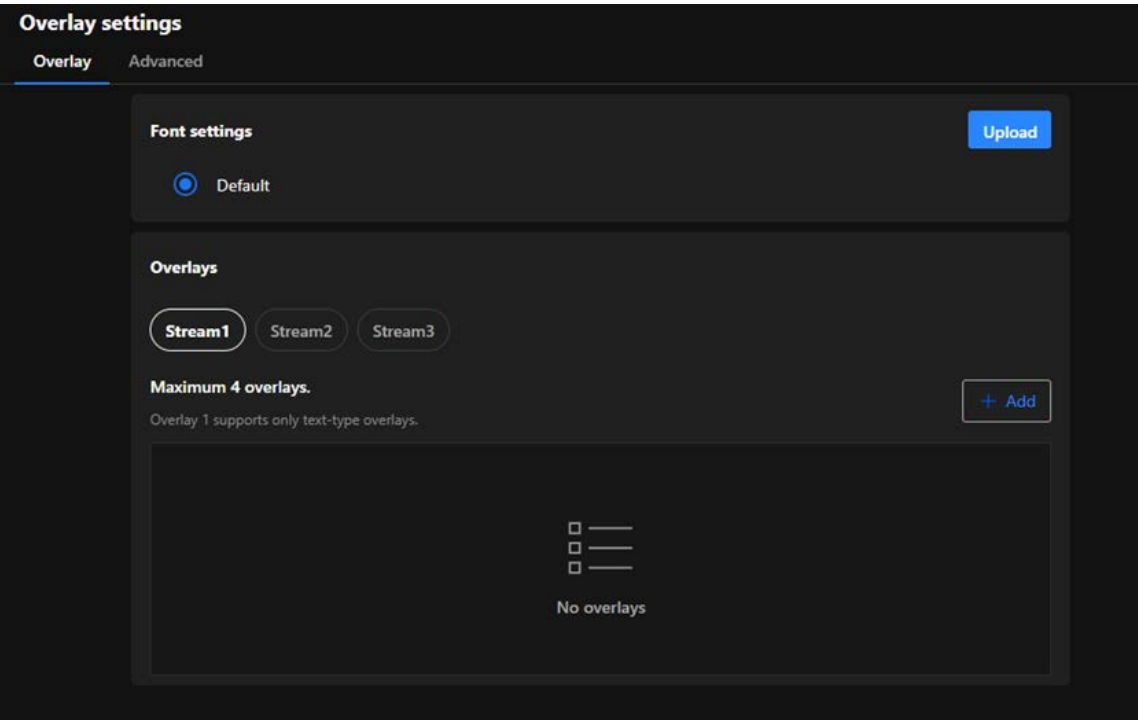 Overlay settings
Overlay Advanced
Font settings
Upload
Default
Overlays
Stream1 Stream2 Stream3
Maximum 4 overlays.
+ Add
Overlay 1 supports only text-type overlays.
No overlays